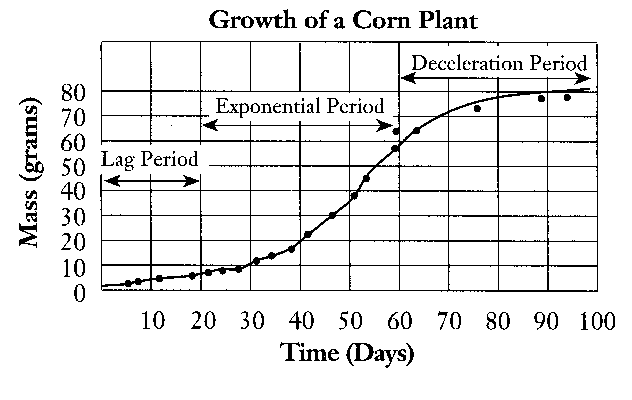 Growth of a Corn Plant
Deceleration Period
Exponential Period
Lag Period
Mass (grams)
80
70
60
50
40
30
20
10
0
10 20 30 40 50 60 70 80 90 100
Time (Days)